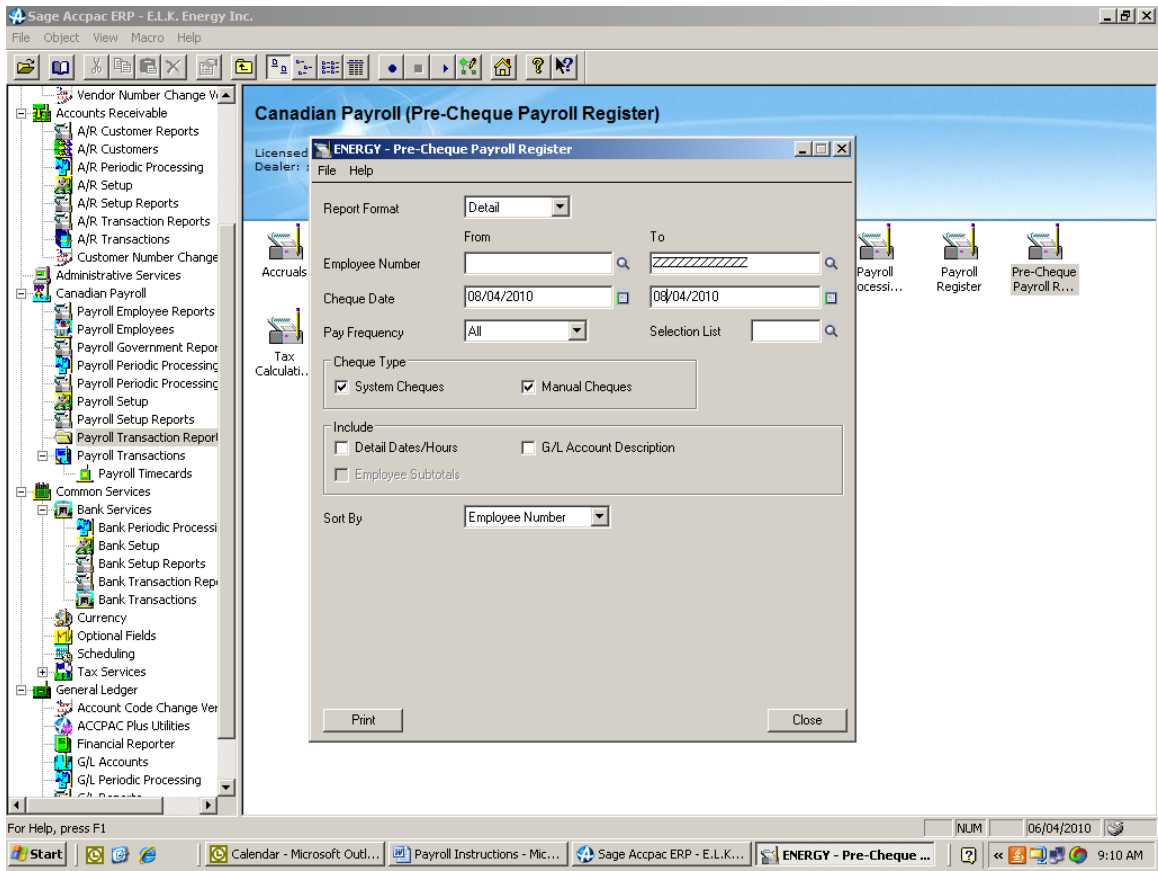 Sage Accpac ERP - E.L.K. Energy Inc.
File Object View Macro Help
Vendor Number Change V
Accounts Receivable
A/R Customer Reports
A/R Customers
A/R Periodic Processing
A/R Setup
A/R Setup Reports
A/R Transaction Reports
A/R Transactions
Customer Number Change
Administrative Services
Canadian Payroll
Payroll Employee Reports
Payroll Employees
Payroll Government Repor
Payroll Periodic Processing
Payroll Periodic Processing
Payroll Setup
Payroll Setup Reports
Payroll Transaction Report
Payroll Transactions
Payroll Timecards
Common Services
Bank Services
Bank Periodic Processi
Bank Setup
Bank Setup Reports
Bank Transaction Rep
Bank Transactions
Currency
Optional Fields
Scheduling
Tax Services
General Ledger
Account Code Change Ver
ACCPAC Plus Utilities
Financial Reporter
G/L Accounts
G/L Periodic Processing
Canadian Payroll (Pre-Cheque Payroll Register)
Licensed
Dealer:
Accruals
Tax
Calculati..
Payroll
ocessi...
Payroll
Register
Pre-Cheque
Payroll R...
ENERGY - Pre-Cheque Payroll Register
File Help
Report Format Detail
From To
Employee Number ZZZZZZZZZZZZ
Cheque Date 08/04/2010 08/04/2010
Pay Frequency All Selection List
Cheque Type
System Cheques Manual Cheques
Include
Detail Dates/Hours G/L Account Description
Employee Subtotals
Sort By Employee Number
Print Close
For Help, press F1 NUM 06/04/2010
Start Calendar - Microsoft Outl... Payroll Instructions - Mic... Sage Accpac ERP - E.L.K... ENERGY - Pre-Cheque ... « 9:10 AM